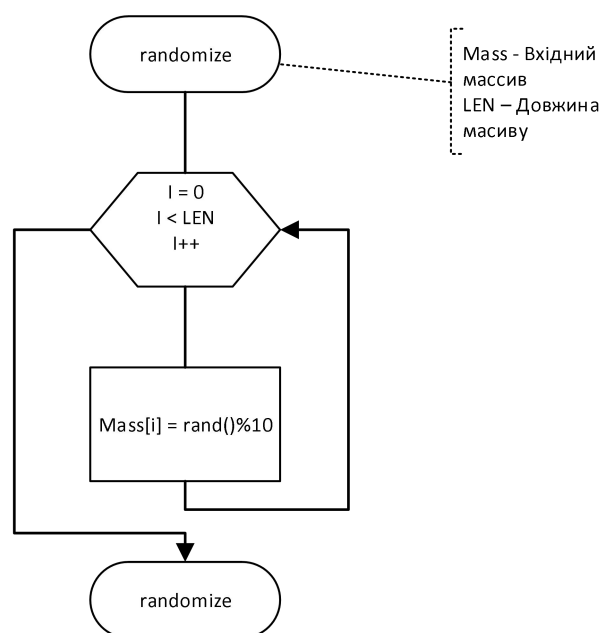 randomize
Mass - Вхідний
массив
LEN – Довжина
масиву
I = 0
I < LEN
I++
Mass[i] = rand()%10
randomize